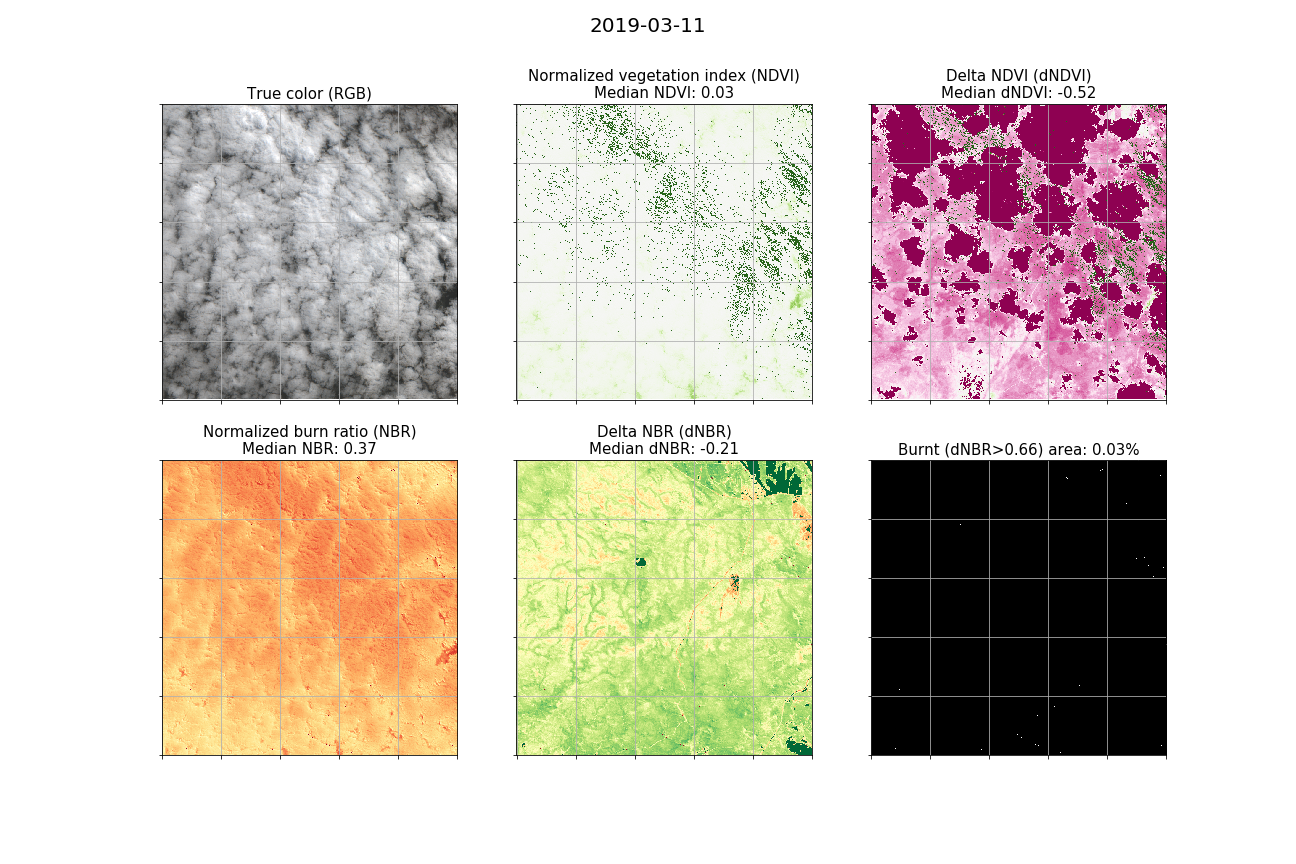 2019-03-11
True color (RGB)
Normalized vegetation index (NDVI)
Median NDVI: 0.03
Delta NDVI (dNDVI)
Median dNDVI: -0.52
Normalized burn ratio (NBR)
Median NBR: 0.37
Delta NBR (dNBR)
Median dNBR: -0.21
Burnt (dNBR>0.66) area: 0.03%